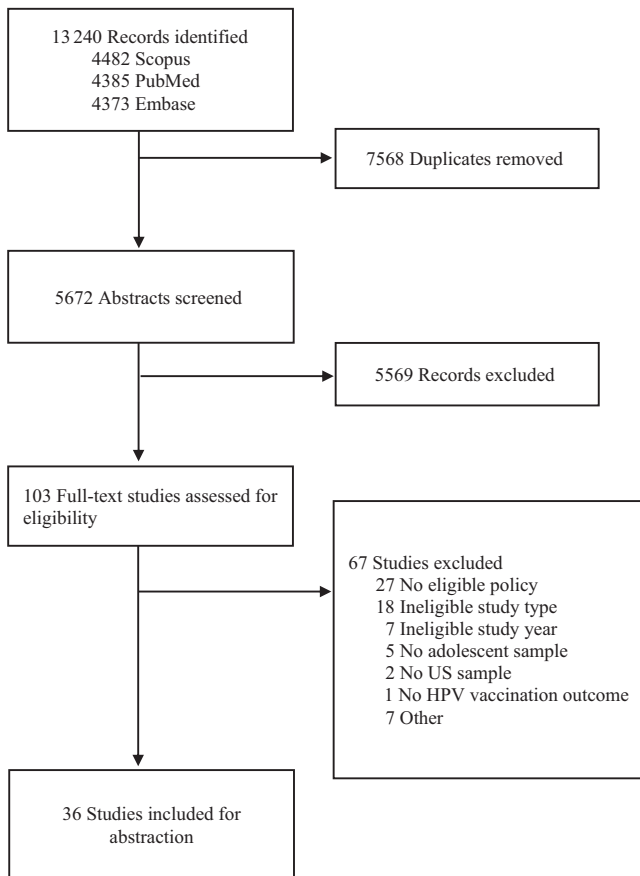 13 240 Records identified
4482 Scopus
4385 PubMed
4373 Embase
7568 Duplicates removed
5672 Abstracts screened
5569 Records excluded
103 Full-text studies assessed for
eligibility
67 Studies excluded
27 No eligible policy
18 Ineligible study type
7 Ineligible study year
5 No adolescent sample
2 No US sample
1 No HPV vaccination outcome
7 Other
36 Studies included for
abstraction